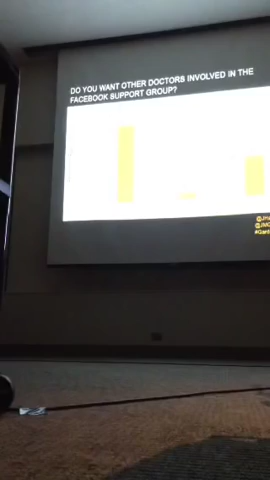 DO YOU WANT OTHER DOCTORS INVOLVED IN THE
FACEBOOK SUPPORT GROUP?